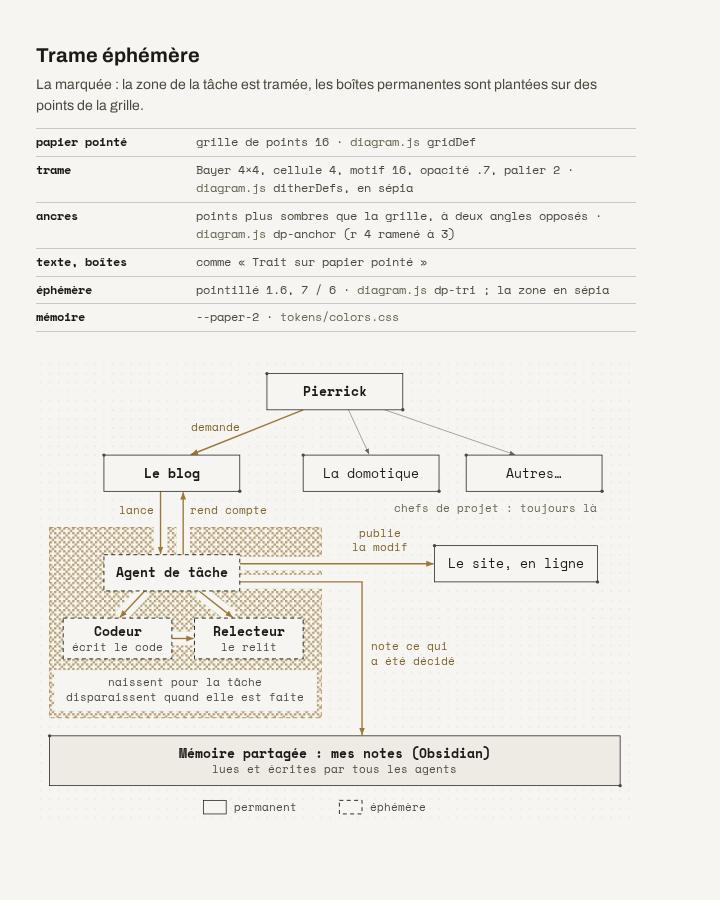 Trame éphémère
La marquée : la zone de la tâche est tramée, les boîtes permanentes sont plantées sur des
points de la grille.
papier pointé
grille de points 16 · diagram.js gridDef
trame
Bayer 4×4, cellule 4, motif 16, opacité .7, palier 2 ·
diagram.js ditherDefs, en sépia
ancres
points plus sombres que la grille, à deux angles opposés ·
diagram.js dp-anchor (r 4 ramené à 3)
texte, boîtes
comme « Trait sur papier pointé »
éphémère
pointillé 1.6, 7 / 6 · diagram.js dp-tri ; la zone en sépia
mémoire
--paper-2 · tokens/colors.css
Pierrick
demande
Le blog
La domotique
Autres…
lance
rend compte
chefs de projet : toujours là
publie
la modif
Agent de tâche
Le site, en ligne
Codeur
écrit le code
Relecteur
le relit
note ce qui
a été décidé
naissent pour la tâche
disparaissent quand elle est faite
Mémoire partagée : mes notes (Obsidian)
lues et écrites par tous les agents
permanent
éphémère